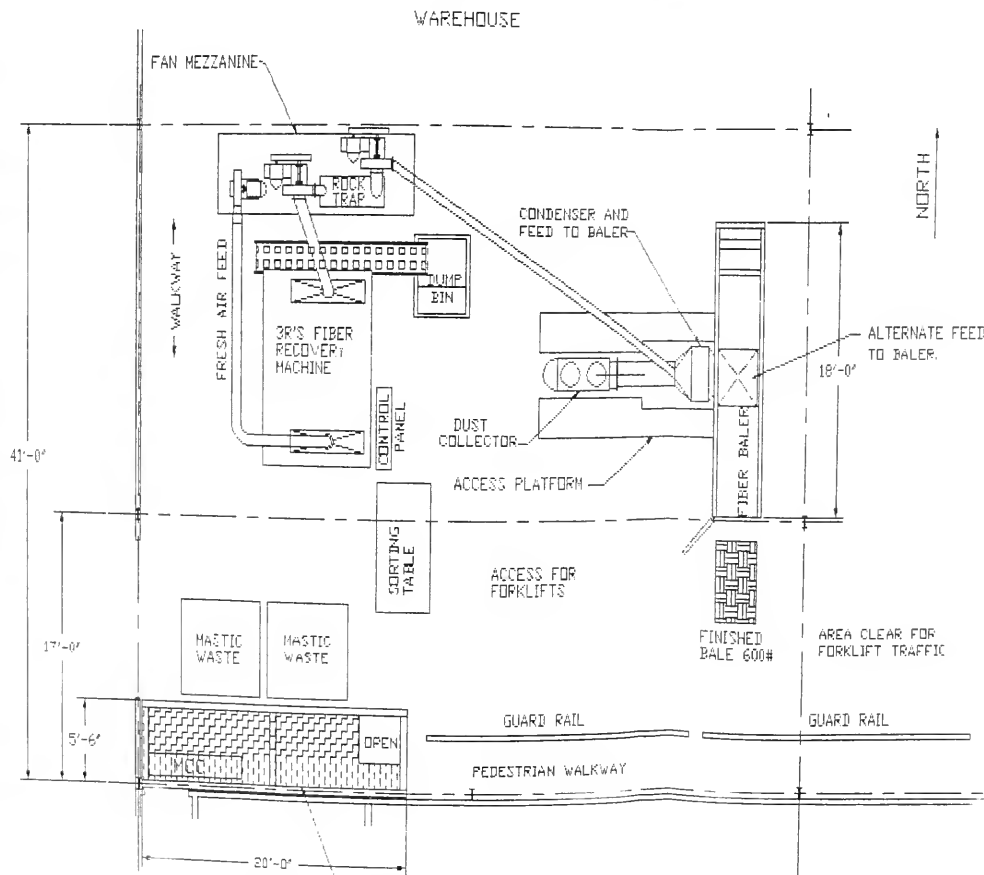 WAREHOUSE
FAN MEZZANINE
ROCK
TRAP
NORTH
CONDENSER AND
FEED TO BALER
WALKWAY
FRESH AIR FEED
DUMP
BIN
3R'S FIBER
RECOVERY
MACHINE
ALTERNATE FEED
TO BALER.
18'-0"
CONTROL
PANEL
DUST
COLLECTOR
FIBER BALER
41'-0"
ACCESS PLATFORM
SORTING
TABLE
ACCESS FOR
FORKLIFTS
MASTIC
WASTE
MASTIC
WASTE
FINISHED
BALE 600#
AREA CLEAR FOR
FORKLIFT TRAFFIC
17'-0"
5'-6"
GUARD RAIL
GUARD RAIL
OPEN
MCC
PEDESTRIAN WALKWAY
20'-0"